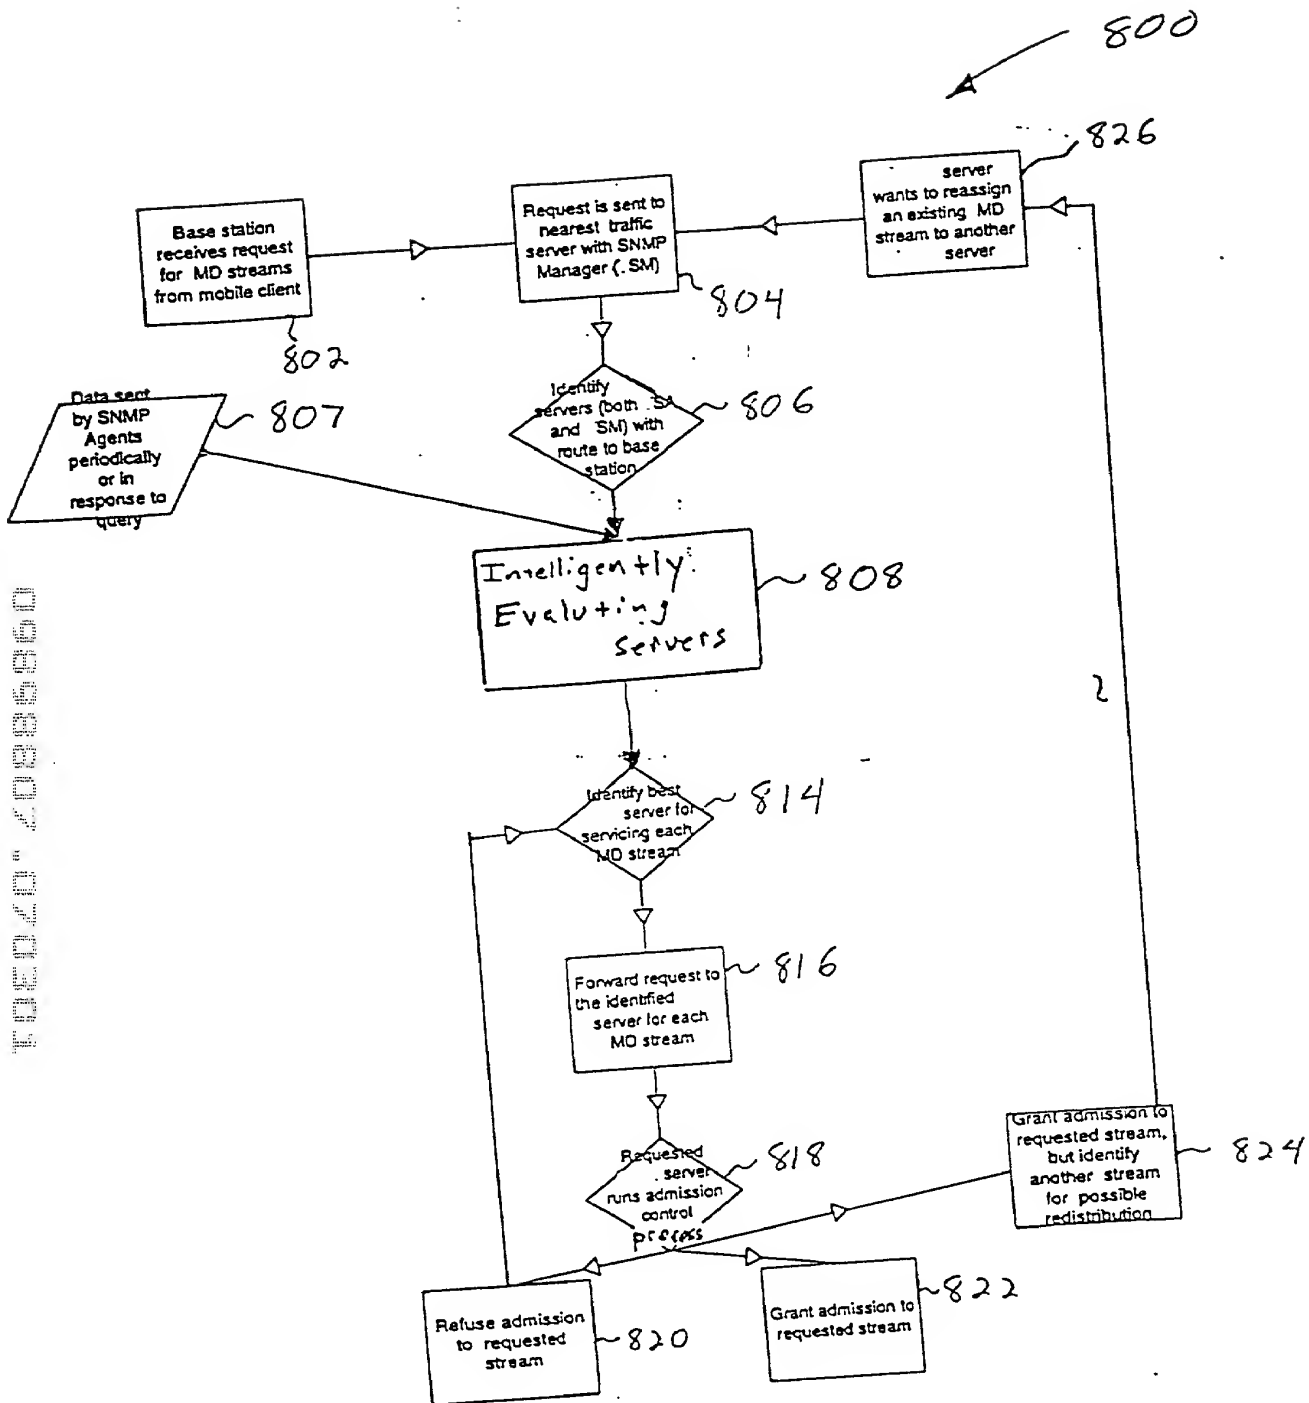 800
826
server
wants to reassign
an existing MD
stream to another
server
Request is sent to
nearest traffic
server with SNMP
Manager (.SM)
804
Base station
receives request
for MD streams
from mobile client
802
Identify
servers (both .SA
and SM) with
route to base
station
806
Data sent
by SNMP
Agents
periodically
or in
response to
query
807
Intelligently
Evaluting
servers
808
Identify best
server for
servicing each
MD stream
814
Forward request to
the identified
server for each
MD stream
816
Requested
server
runs admission
control
process
818
Grant admission to
requested stream,
but identify
another stream
for possible
redistribution
824
Refuse admission
to requested
stream
820
Grant admission to
requested stream
822